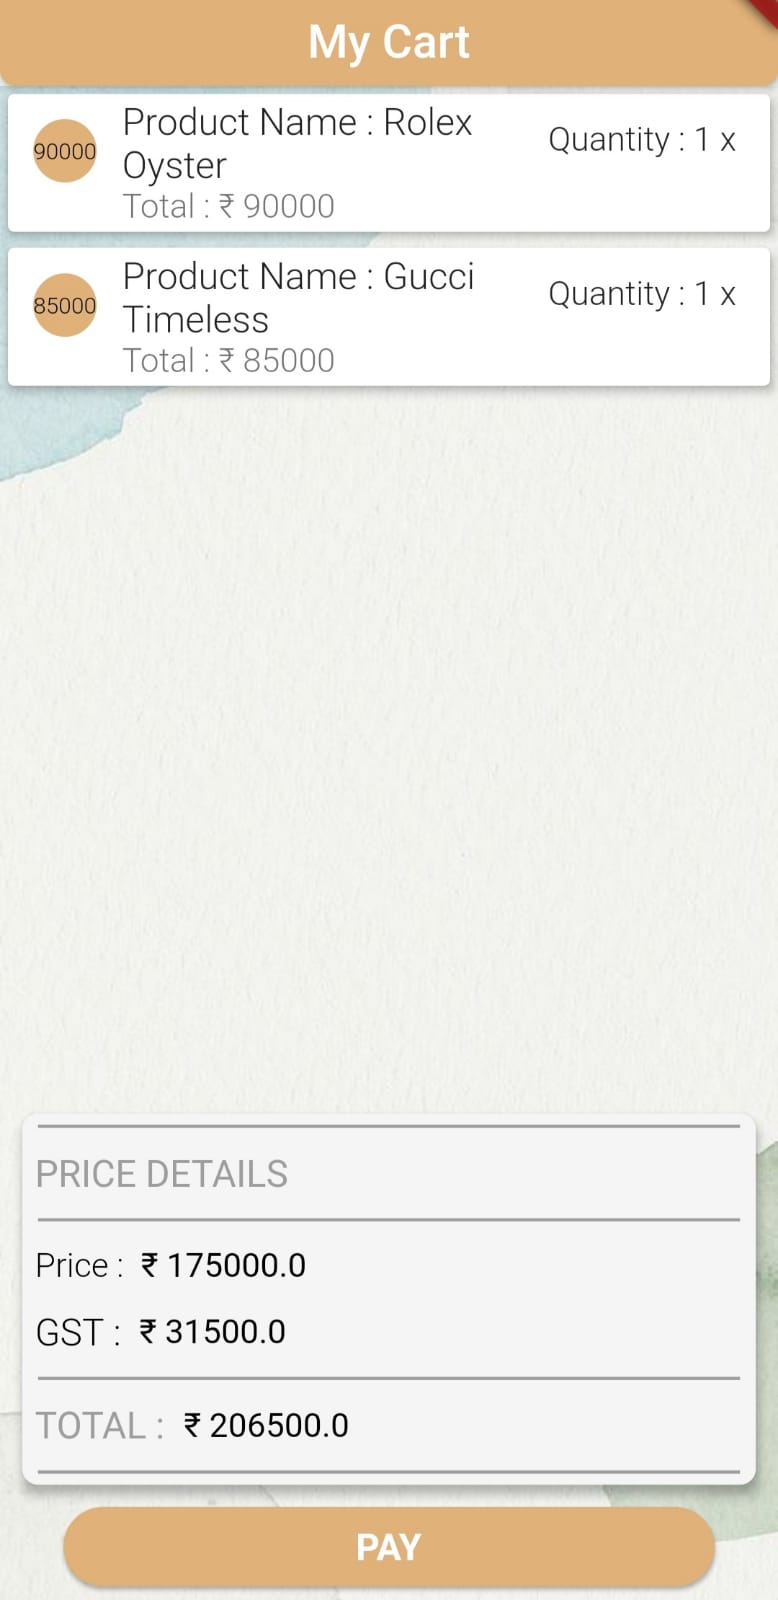 My Cart
90000
Product Name : Rolex
Oyster
Total : ₹ 90000
Quantity : 1 x
85000
Product Name : Gucci
Timeless
Total : ₹ 85000
Quantity : 1 x
PRICE DETAILS
Price : ₹ 175000.0
GST : ₹ 31500.0
TOTAL : ₹ 206500.0
PAY